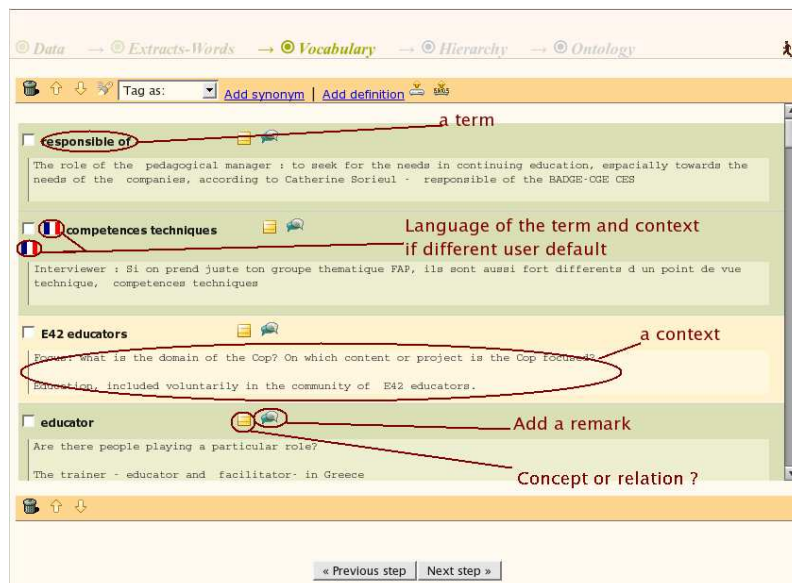 Data → Extracts-Words → Vocabulary → Hierarchy → Ontology
Tag as: Add synonym | Add definition SKOS
a term
responsible of
The role of the pedagogical manager : to seek for the needs in continuing education, espacially towards the
needs of the companies, according to Catherine Sorieul - responsible of the BADGE-CGE CES
competences techniques
Language of the term and context
if different user default
Interviewer : Si on prend juste ton groupe thematique FAP, ils sont aussi fort differents d un point de vue
technique, competences techniques
E42 educators
a context
Focus: What is the domain of the Cop? On which content or project is the Cop focused?
Education, included voluntarily in the community of E42 educators.
educator
Add a remark
Are there people playing a particular role?
The trainer - educator and facilitator- in Greece
Concept or relation ?
« Previous step Next step »